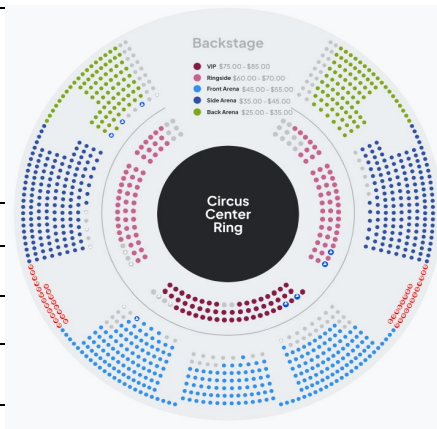 Backstage
VIP $75.00 - $85.00
Ringside $60.00 - $70.00
Front Arena $45.00 - $55.00
Side Arena $35.00 - $45.00
Back Arena $25.00 - $35.00
Circus
Center
Ring